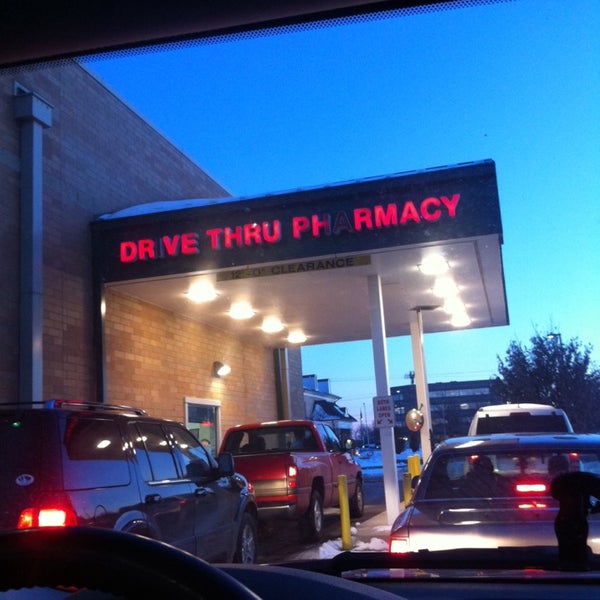 DRIVE THRU PHARMACY
12'-0" CLEARANCE
BOTH
LANES
OPEN